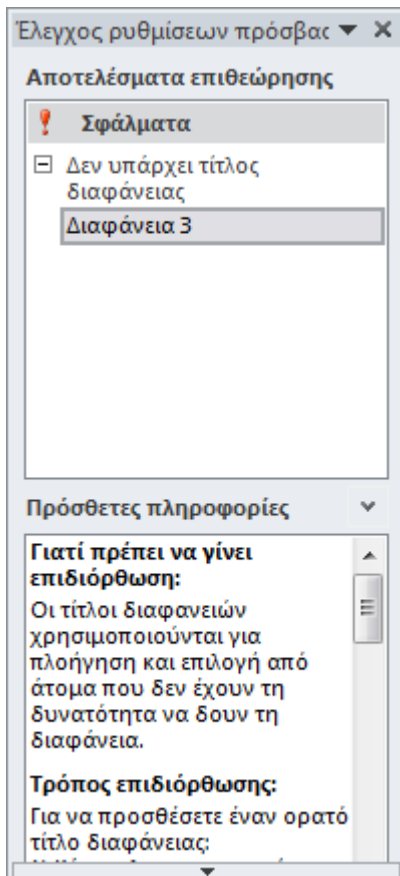 Έλεγχος ρυθμίσεων πρόσβας
Αποτελέσματα επιθεώρησης
Σφάλματα
Δεν υπάρχει τίτλος
διαφάνειας
Διαφάνεια 3
Πρόσθετες πληροφορίες
Γιατί πρέπει να γίνει
επιδιόρθωση:
Οι τίτλοι διαφανειών
χρησιμοποιούνται για
πλοήγηση και επιλογή από
άτομα που δεν έχουν τη
δυνατότητα να δουν τη
διαφάνεια.
Τρόπος επιδιόρθωσης:
Για να προσθέσετε έναν ορατό
τίτλο διαφάνειας: